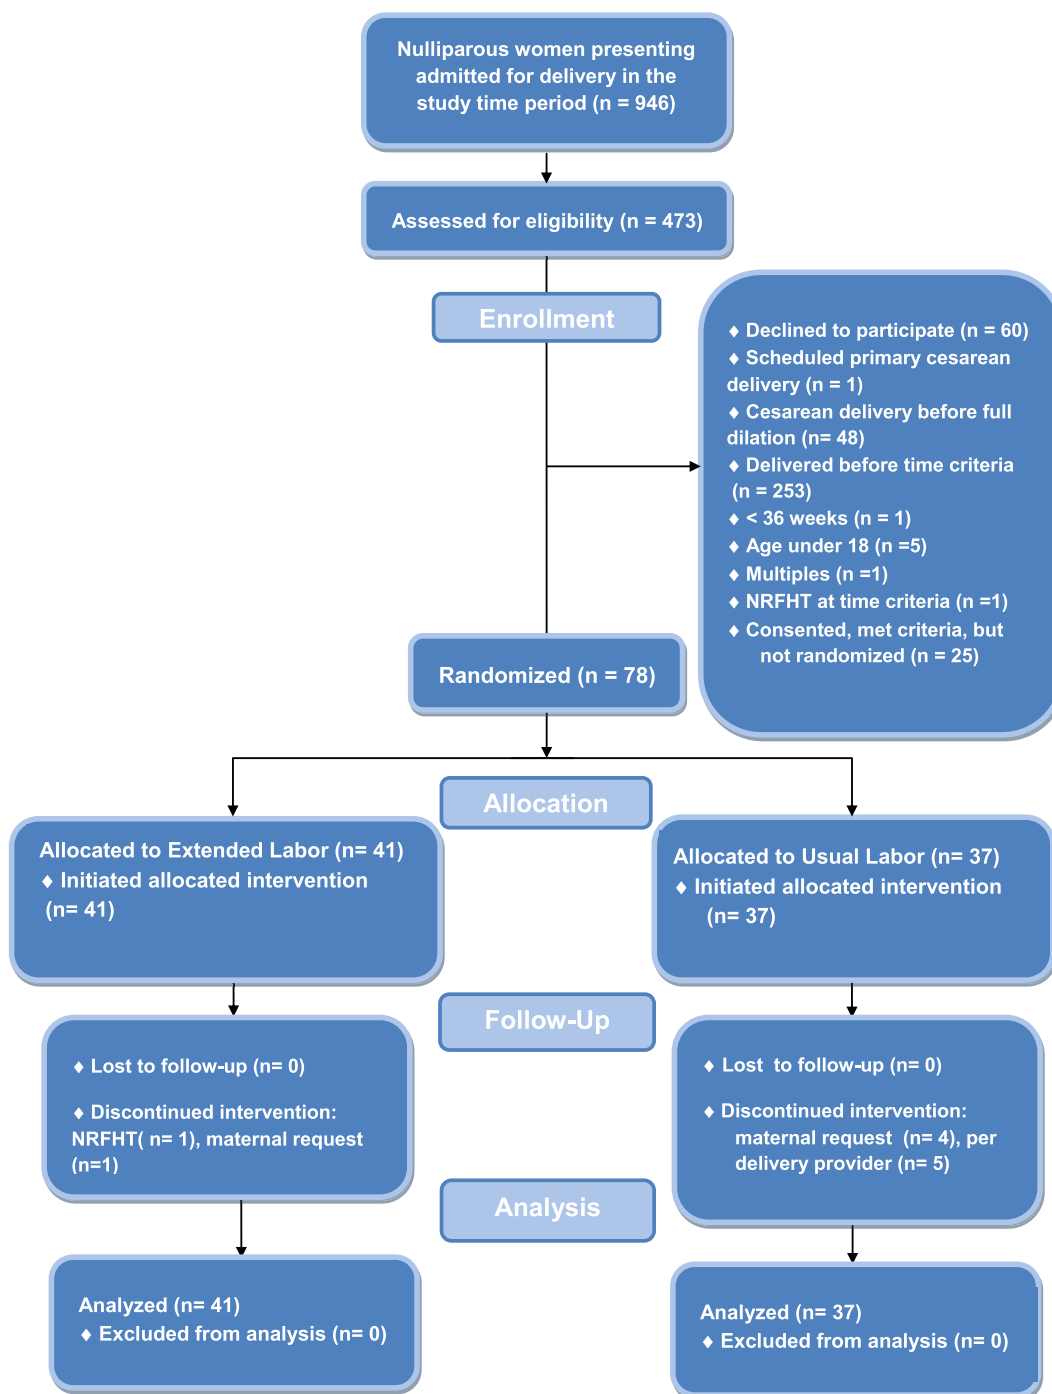 Nulliparous women presenting
admitted for delivery in the
study time period (n = 946)
Assessed for eligibility (n = 473)
Enrollment
♦ Declined to participate (n = 60)
♦ Scheduled primary cesarean
delivery (n = 1)
♦ Cesarean delivery before full
dilation (n= 48)
♦ Delivered before time criteria
(n = 253)
♦ < 36 weeks (n = 1)
♦ Age under 18 (n =5)
♦ Multiples (n =1)
♦ NRFHT at time criteria (n =1)
♦ Consented, met criteria, but
not randomized (n = 25)
Randomized (n = 78)
Allocation
Allocated to Extended Labor (n= 41)
♦ Initiated allocated intervention
(n= 41)
Allocated to Usual Labor (n= 37)
♦ Initiated allocated intervention
(n= 37)
Follow-Up
♦ Lost to follow-up (n= 0)
♦ Discontinued intervention:
NRFHT( n= 1), maternal request
(n=1)
♦ Lost  to follow-up (n= 0)
♦ Discontinued intervention:
maternal request  (n= 4), per
delivery provider (n= 5)
Analysis
Analyzed (n= 41)
♦ Excluded from analysis (n= 0)
Analyzed (n= 37)
♦ Excluded from analysis (n= 0)